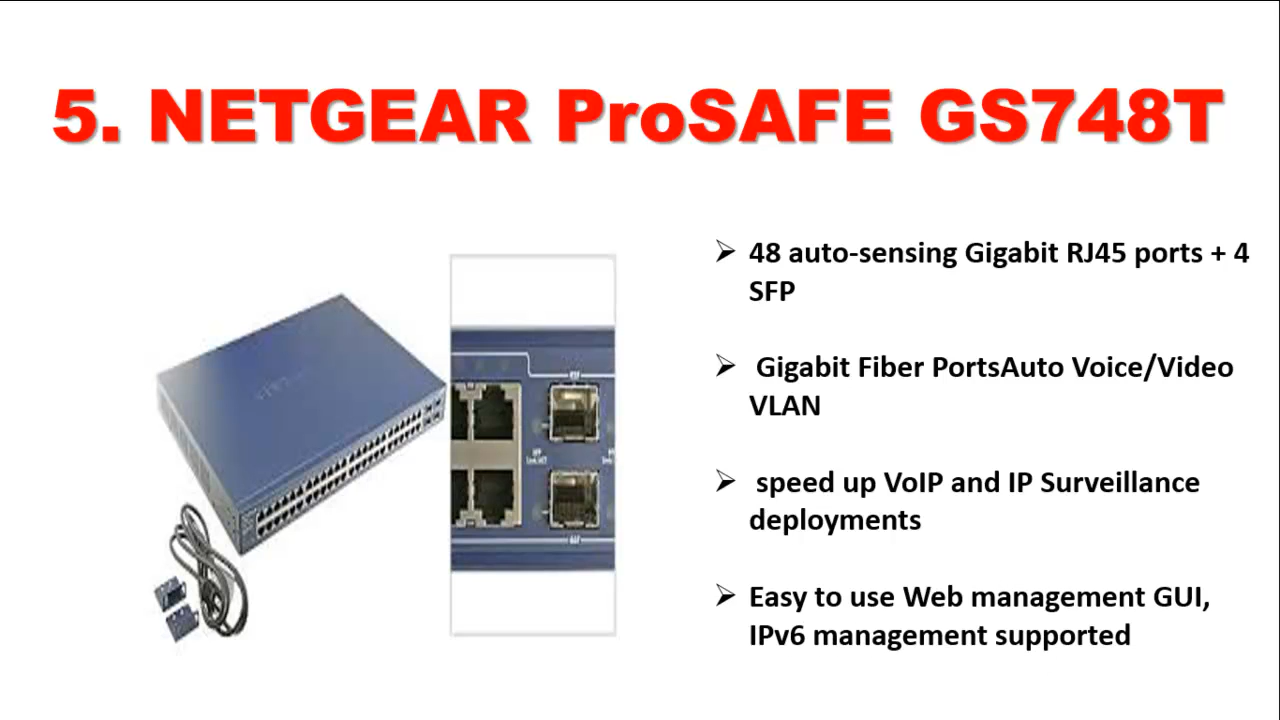 5. NETGEAR ProSAFE GS748T
48 auto-sensing Gigabit RJ45 ports + 4
SFP
Gigabit Fiber PortsAuto Voice/Video
VLAN
speed up VoIP and IP Surveillance
deployments
Easy to use Web management GUI,
IPv6 management supported